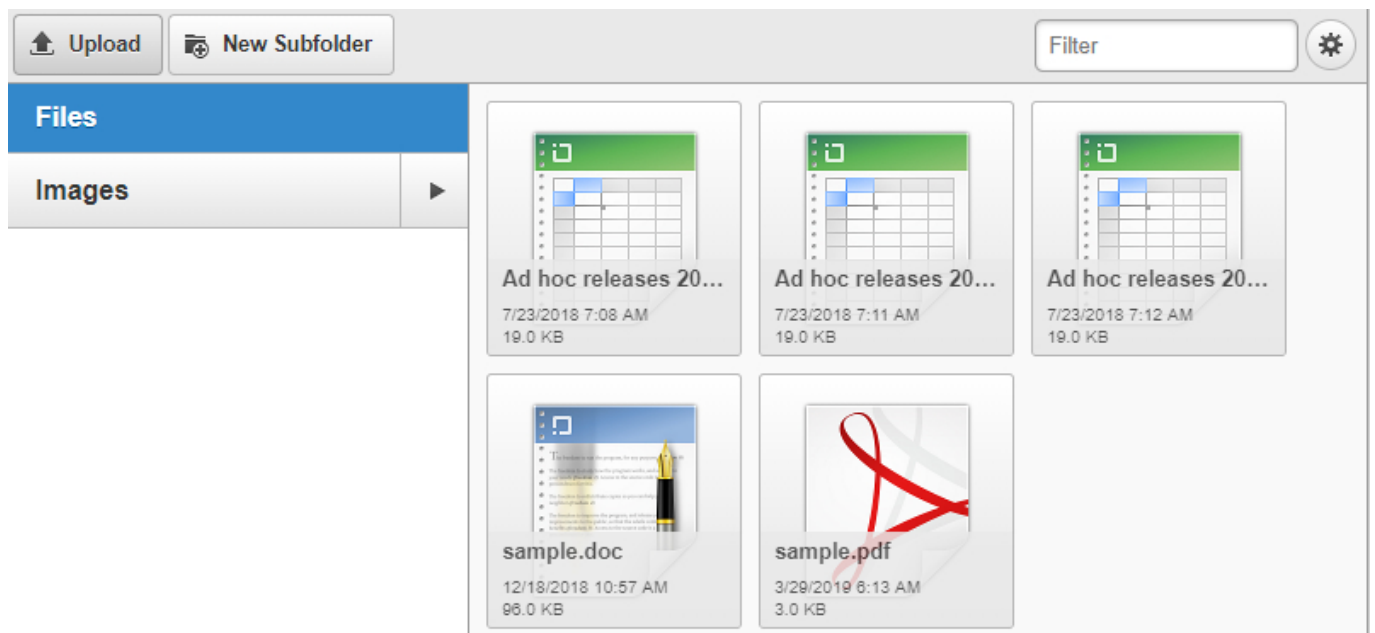 Upload New Subfolder Filter
Files
Images
Ad hoc releases 20... Ad hoc releases 20... Ad hoc releases 20...
7/23/2018 7:08 AM 7/23/2018 7:11 AM 7/23/2018 7:12 AM
19.0 KB 19.0 KB 19.0 KB
sample.doc sample.pdf
12/18/2018 10:57 AM 3/29/2019 6:13 AM
96.0 KB 3.0 KB